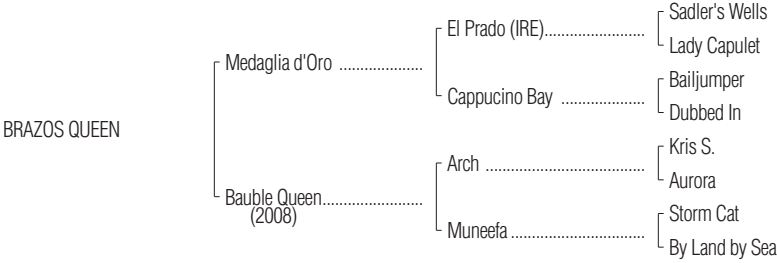 Sadler's Wells
El Prado (IRE)........................
Lady Capulet
Medaglia d'Oro ...................
Bailjumper
Cappucino Bay ....................
Dubbed In
BRAZOS QUEEN
Kris S.
Arch ......................................
Aurora
Bauble Queen.......................
(2008)
Storm Cat
Muneefa ................................
By Land by Sea